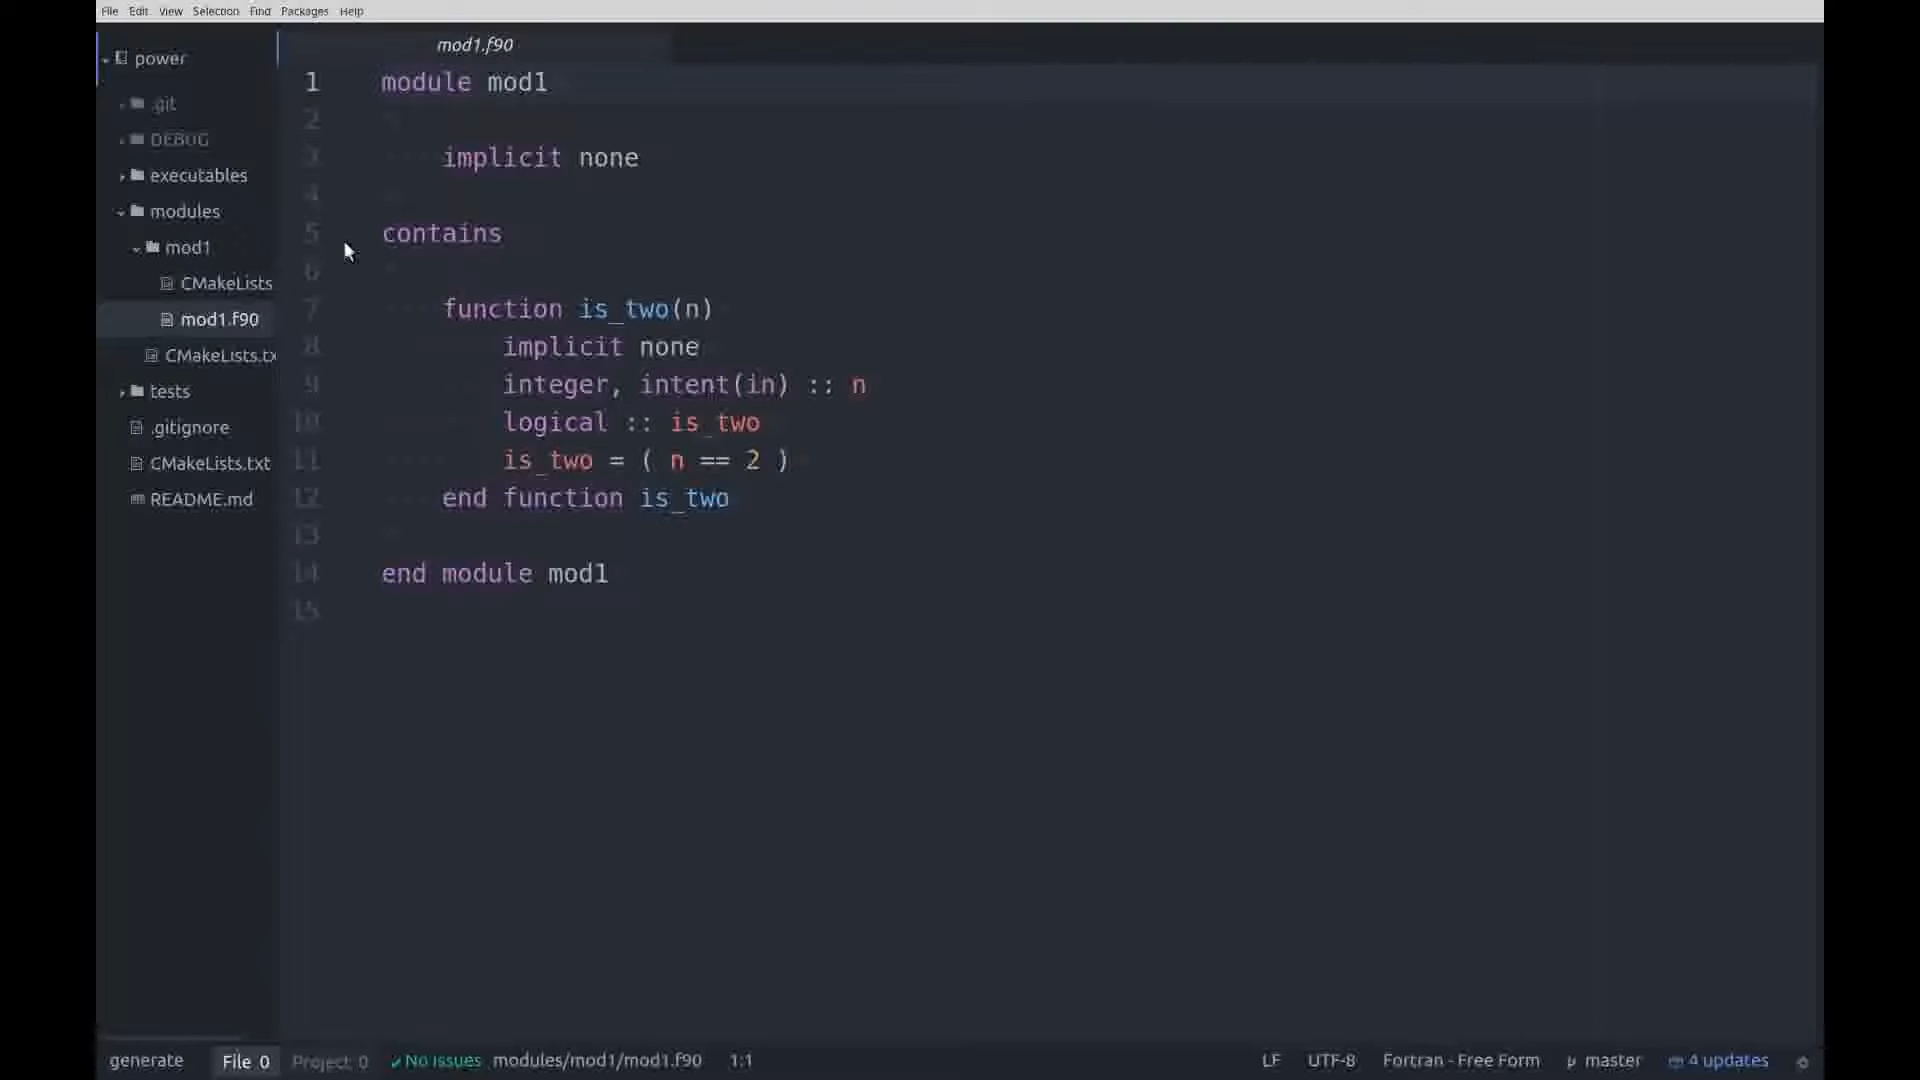 File Edit View Selection Find Packages Help
power
.git
DEBUG
executables
modules
mod1
CMakeLists
mod1.f90
CMakeLists.tx
tests
.gitignore
CMakeLists.txt
README.md
mod1.f90
1 module mod1
2
3 implicit none
4
5 contains
6
7 function is_two(n)
8 implicit none
9 integer, intent(in) :: n
10 logical :: is_two
11 is_two = ( n == 2 )
12 end function is_two
13
14 end module mod1
15
generate File 0 Project: 0 No Issues modules/mod1/mod1.f90 1:1 LF UTF-8 Fortran - Free Form master 4 updates